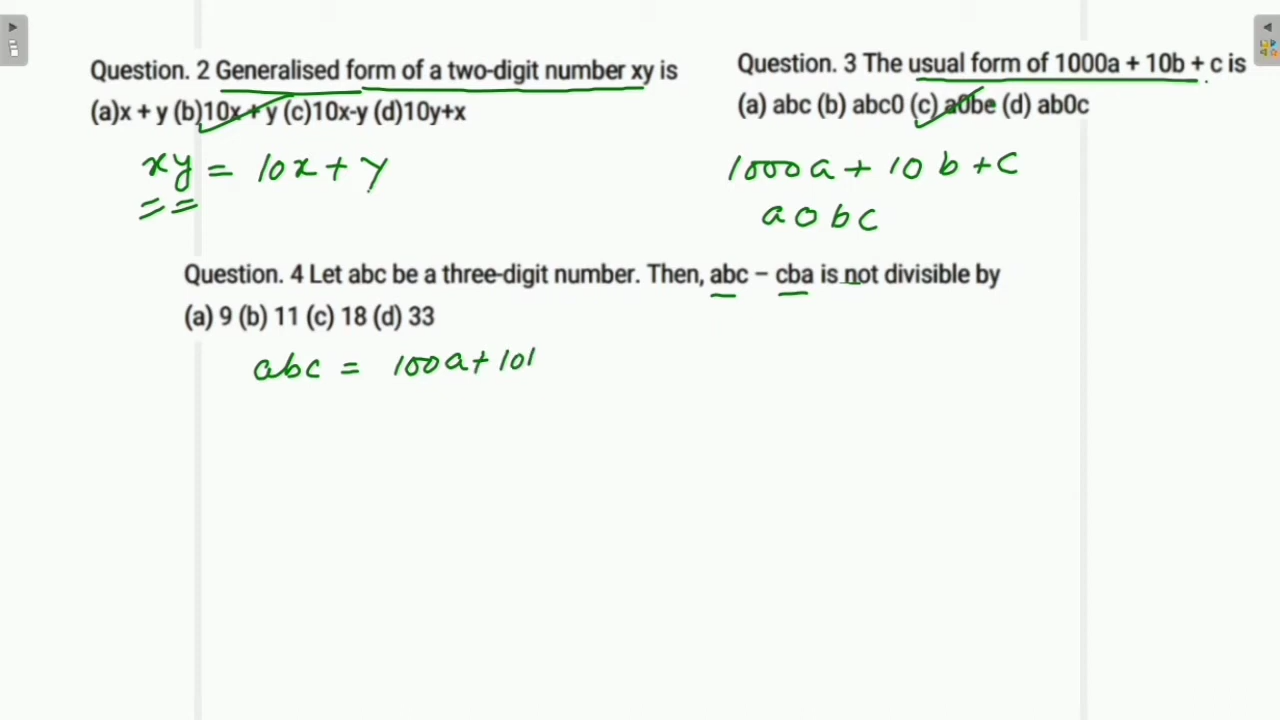 Question. 2 Generalised form of a two-digit number xy is
(a)x + y (b)10x + y (c)10x-y (d)10y+x
xy = 10x + y
Question. 3 The usual form of 1000a + 10b + c is
(a) abc (b) abc0 (c) a0be (d) ab0c
1000a + 10b + c
a0bc
Question. 4 Let abc be a three-digit number. Then, abc – cba is not divisible by
(a) 9 (b) 11 (c) 18 (d) 33
abc = 100a + 10l